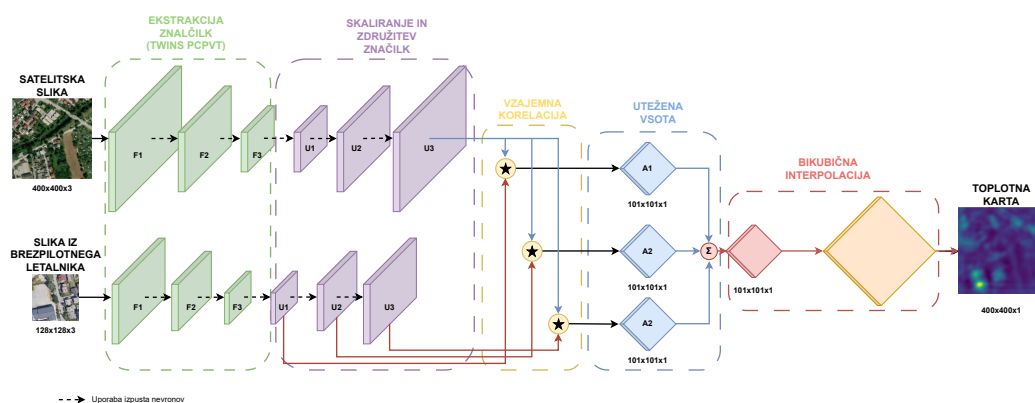 EKSTRAKCIJA
ZNALČILK
(TWINS PCPVT)
SKALIRANJE IN
ZDRUŽITEV
ZNAČILK
SATELITSKA
SLIKA
400x400x3
F1
F2
F3
U1
U2
U3
VZAJEMNA
KORELACIJA
UTEŽENA
VSOTA
A1
101x101x1
BIKUBIČNA
INTERPOLACIJA
TOPLOTNA
KARTA
SLIKA IZ
BREZPILOTNEGA
LETALNIKA
128x128x3
F1
F2
F3
U1
U2
U3
A2
101x101x1
Σ
101x101x1
400x400x1
A2
101x101x1
Uporaba izpusta nevronov